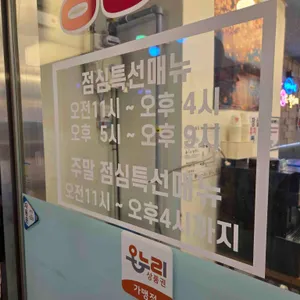 점심특선매뉴
오전11시 ~ 오후 4시
오후 5시 ~ 오후 9시
주말 점심특선매뉴
오전11시 ~ 오후4시까지
온누리
상품권
가맹점